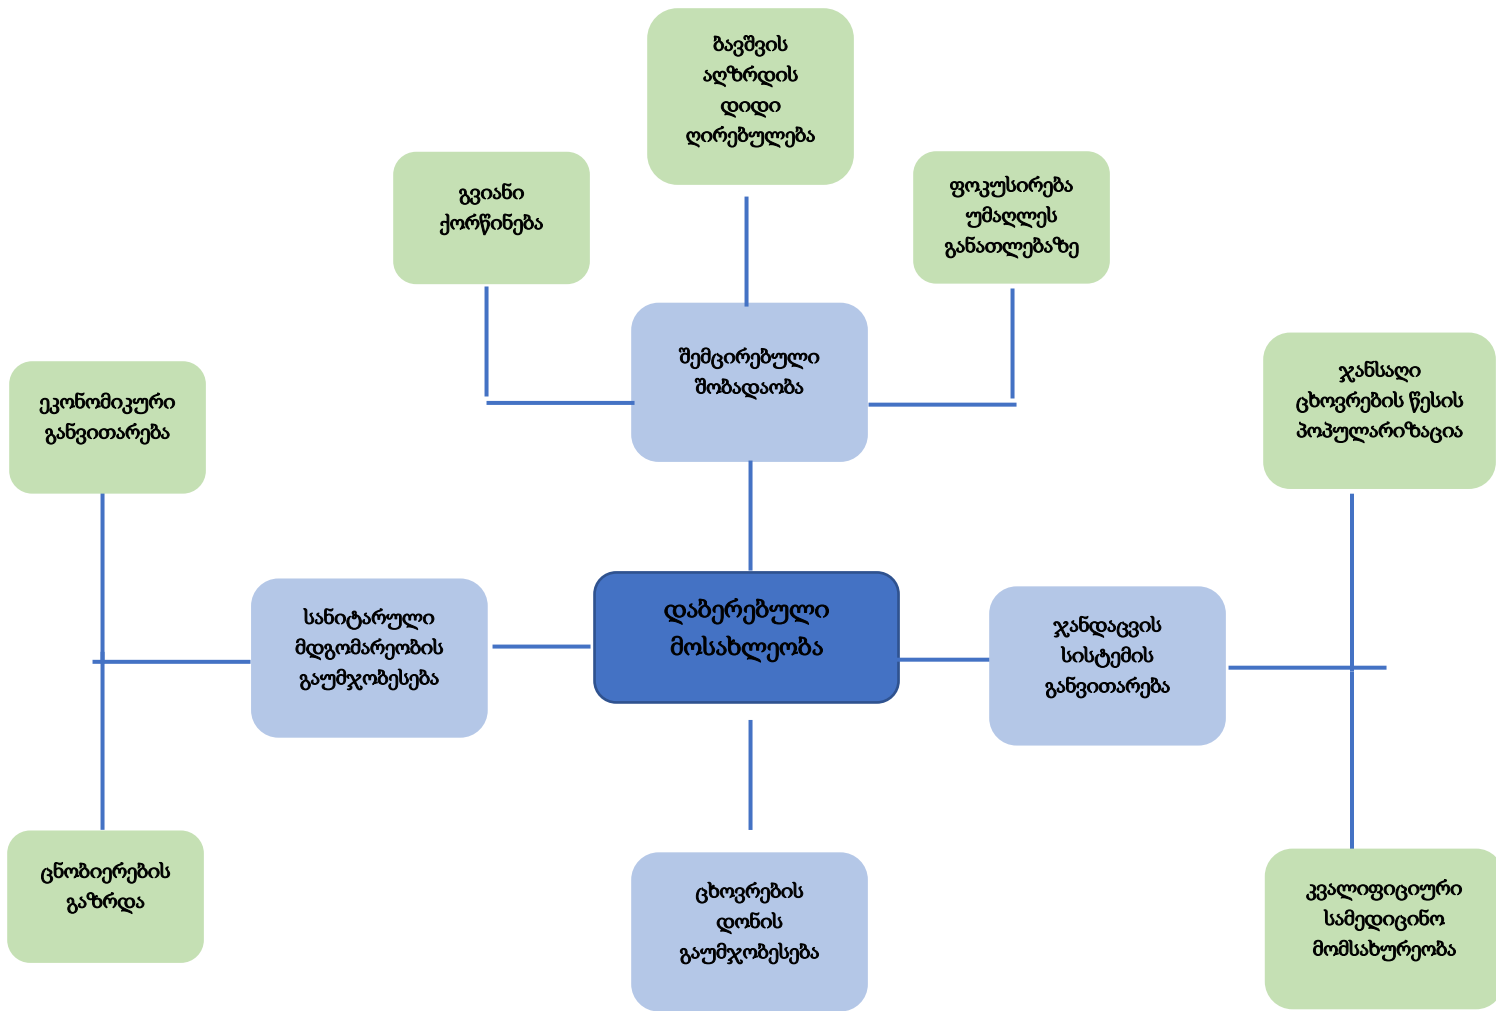 ბავშვის
აღზრდის
დიდი
ღირებულება
გვიანი
ქორწინება
ფოკუსირება
უმაღლეს
განათლებაზე
შემცირებული
შობადაობა
ეკონომიკური
განვითარება
ჯანსაღი
ცხოვრების წესის
პოპულარიზაცია
სანიტარული
მდგომარეობის
გაუმჯობესება
დაბერებული
მოსახლეობა
ჯანდაცვის
სისტემის
განვითარება
ცნობიერების
გაზრდა
ცხოვრების
დონის
გაუმჯობესება
კვალიფიციური
სამედიცინო
მომსახურეობა